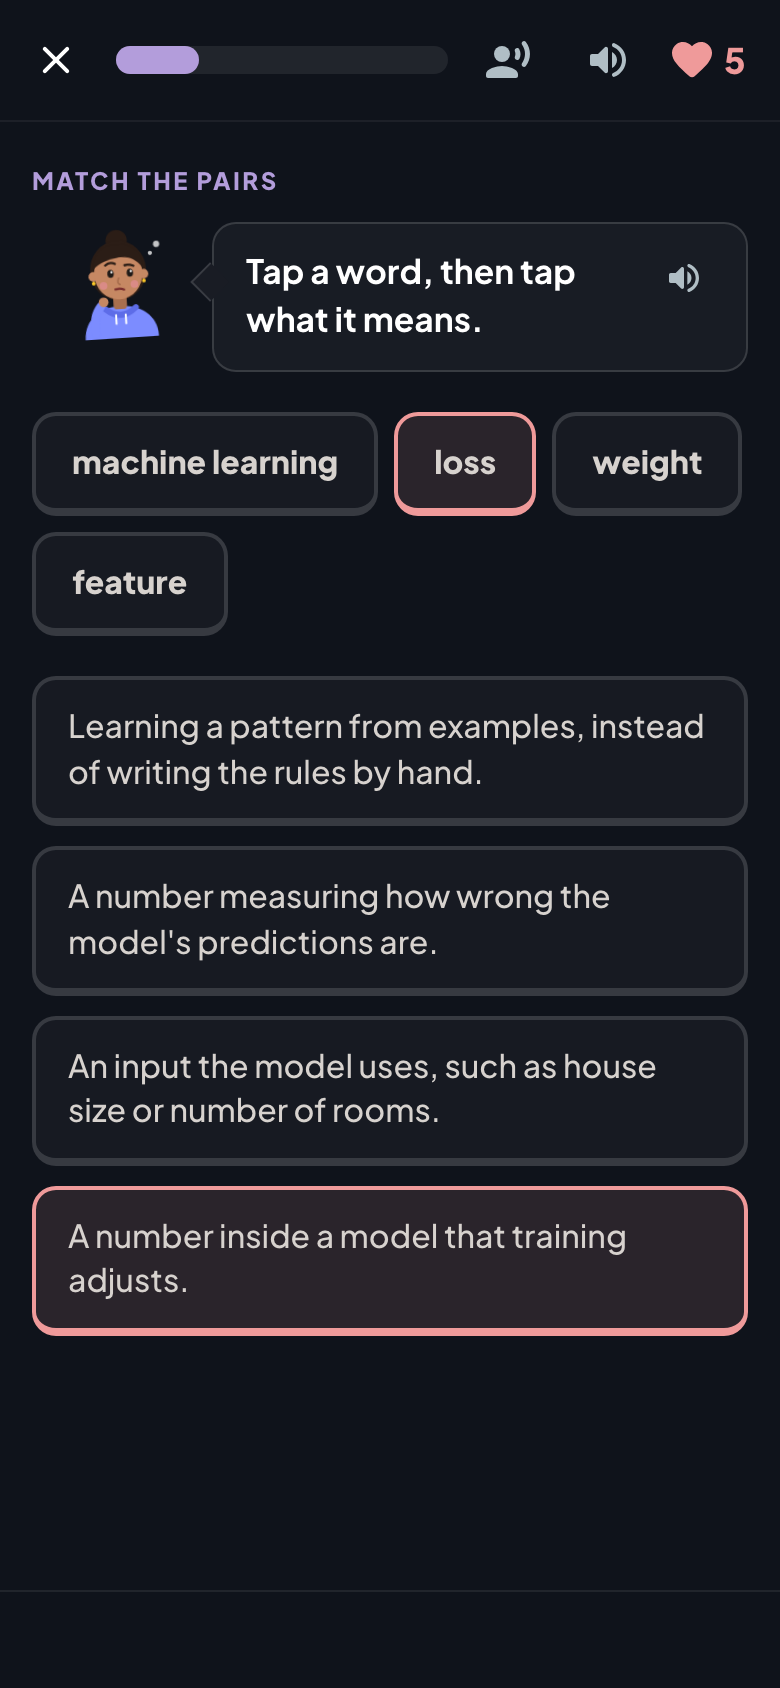 5
MATCH THE PAIRS
Tap a word, then tap
what it means.
machine learning
loss
weight
feature
Learning a pattern from examples, instead
of writing the rules by hand.
A number measuring how wrong the
model's predictions are.
An input the model uses, such as house
size or number of rooms.
A number inside a model that training
adjusts.